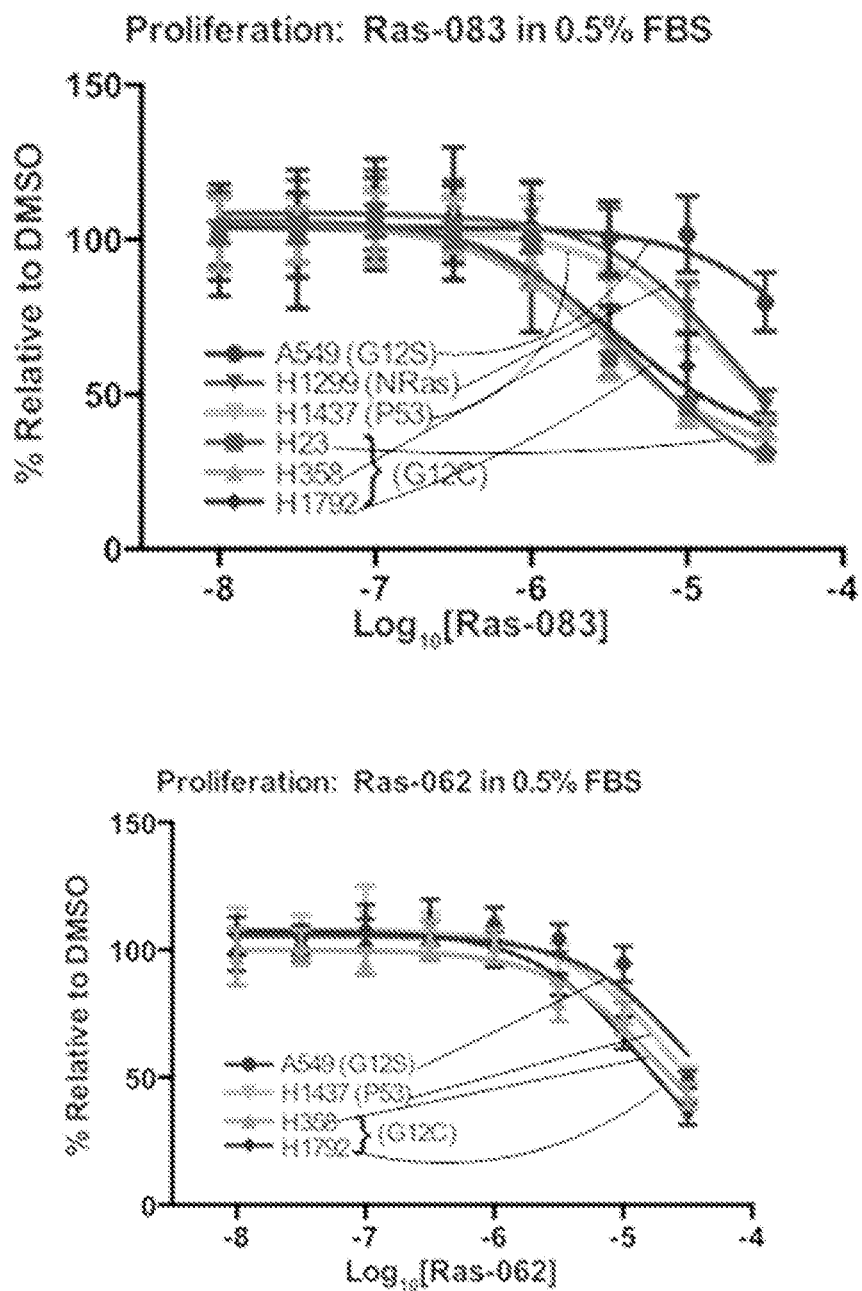 Proliferation: Ras-083 in 0.5% FBS
150
100
50
0
% Relative to DMSO
A549 (G12S)
H1299 (NRas)
H1437 (P53)
H23
H358
H1792
} (G12C)
-8 -7 -6 -5 -4
Log10[Ras-083]
Proliferation: Ras-062 in 0.5% FBS
150
100
50
0
% Relative to DMSO
A549 (G12S)
H1437 (P53)
H358
H1792
} (G12C)
-8 -7 -6 -5 -4
Log10[Ras-062]